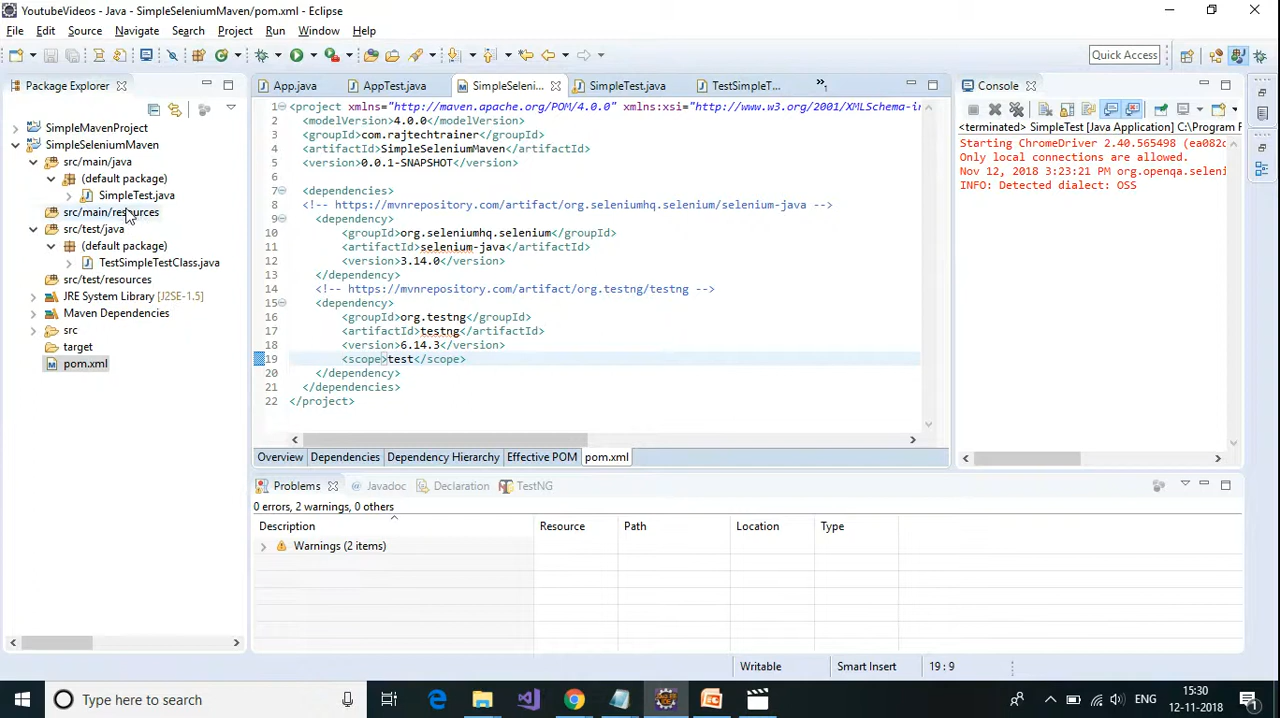 YoutubeVideos - Java - SimpleSeleniumMaven/pom.xml - Eclipse
File Edit Source Navigate Search Project Run Window Help
Quick Access
Package Explorer
SimpleMavenProject
SimpleSeleniumMaven
src/main/java
(default package)
SimpleTest.java
src/main/resources
src/test/java
(default package)
TestSimpleTestClass.java
src/test/resources
JRE System Library [J2SE-1.5]
Maven Dependencies
src
target
pom.xml
App.java AppTest.java SimpleSeleni... SimpleTest.java TestSimpleT...
1 <project xmlns="http://maven.apache.org/POM/4.0.0" xmlns:xsi="http://www.w3.org/2001/XMLSchema-in
2 <modelVersion>4.0.0</modelVersion>
3 <groupId>com.rajtechtrainer</groupId>
4 <artifactId>SimpleSeleniumMaven</artifactId>
5 <version>0.0.1-SNAPSHOT</version>
6
7 <dependencies>
8 <!-- https://mvnrepository.com/artifact/org.seleniumhq.selenium/selenium-java -->
9 <dependency>
10 <groupId>org.seleniumhq.selenium</groupId>
11 <artifactId>selenium-java</artifactId>
12 <version>3.14.0</version>
13 </dependency>
14 <!-- https://mvnrepository.com/artifact/org.testng/testng -->
15 <dependency>
16 <groupId>org.testng</groupId>
17 <artifactId>testng</artifactId>
18 <version>6.14.3</version>
19 <scope>test</scope>
20 </dependency>
21 </dependencies>
22 </project>
Overview Dependencies Dependency Hierarchy Effective POM pom.xml
Console
<terminated> SimpleTest [Java Application] C:\Program F
Starting ChromeDriver 2.40.565498 (ea082c
Only local connections are allowed.
Nov 12, 2018 3:23:21 PM org.openqa.seleni
INFO: Detected dialect: OSS
Problems Javadoc Declaration TestNG
0 errors, 2 warnings, 0 others
Description Resource Path Location Type
Warnings (2 items)
Writable Smart Insert 19 : 9
Type here to search
ENG
15:30
12-11-2018
1